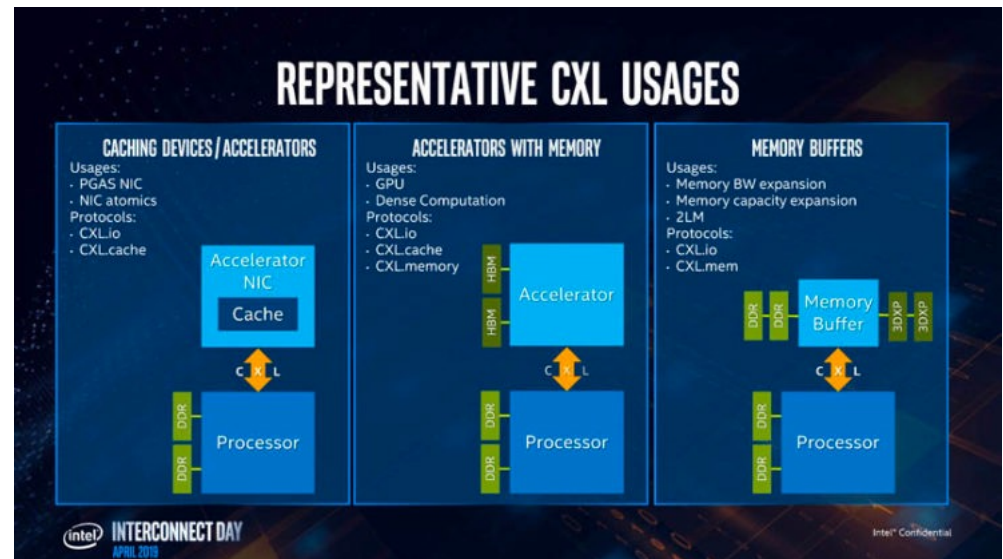 REPRESENTATIVE CXL USAGES
CACHING DEVICES/ACCELERATORS
Usages:
• PGAS NIC
• NIC atomics
Protocols:
• CXL.io
• CXL.cache
Accelerator
NIC
Cache
C X L
DDR
DDR
Processor
ACCELERATORS WITH MEMORY
Usages:
• GPU
• Dense Computation
Protocols:
• CXL.io
• CXL.cache
• CXL.memory
HBM
HBM
Accelerator
C X L
DDR
DDR
Processor
MEMORY BUFFERS
Usages:
• Memory BW expansion
• Memory capacity expansion
• 2LM
Protocols:
• CXL.io
• CXL.mem
DDR
DDR
Memory
Buffer
3DXP
3DXP
C X L
DDR
DDR
Processor
intel
INTERCONNECT DAY
APRIL 2019
Intel® Confidential